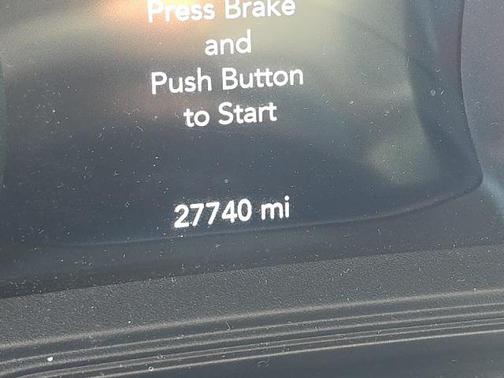 Press Brake
and
Push Button
to Start
27740 mi